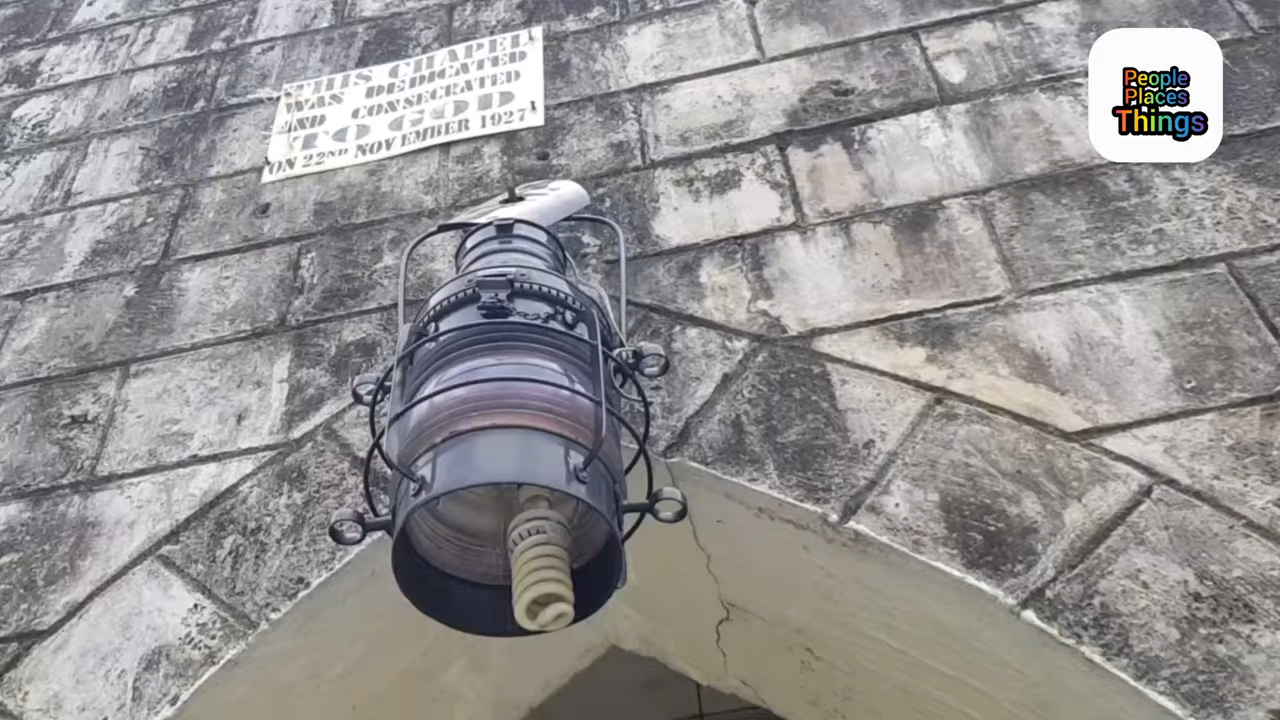 THIS CHAPEL
WAS DEDICATED
AND CONSECRATED
TO GOD
ON 22ND NOVEMBER 1927
People
Places
Things